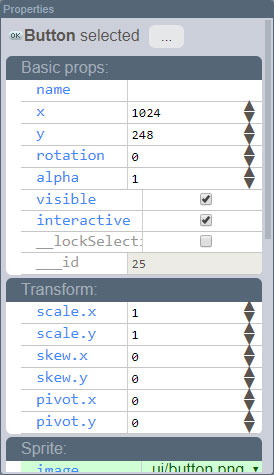 Properties
OK Button selected ...
Basic props:
name
x 1024
y 248
rotation 0
alpha 1
visible
interactive
__lockSelecti
___id 25
Transform:
scale.x 1
scale.y 1
skew.x 0
skew.y 0
pivot.x 0
pivot.y 0
Sprite:
image ui/button.png